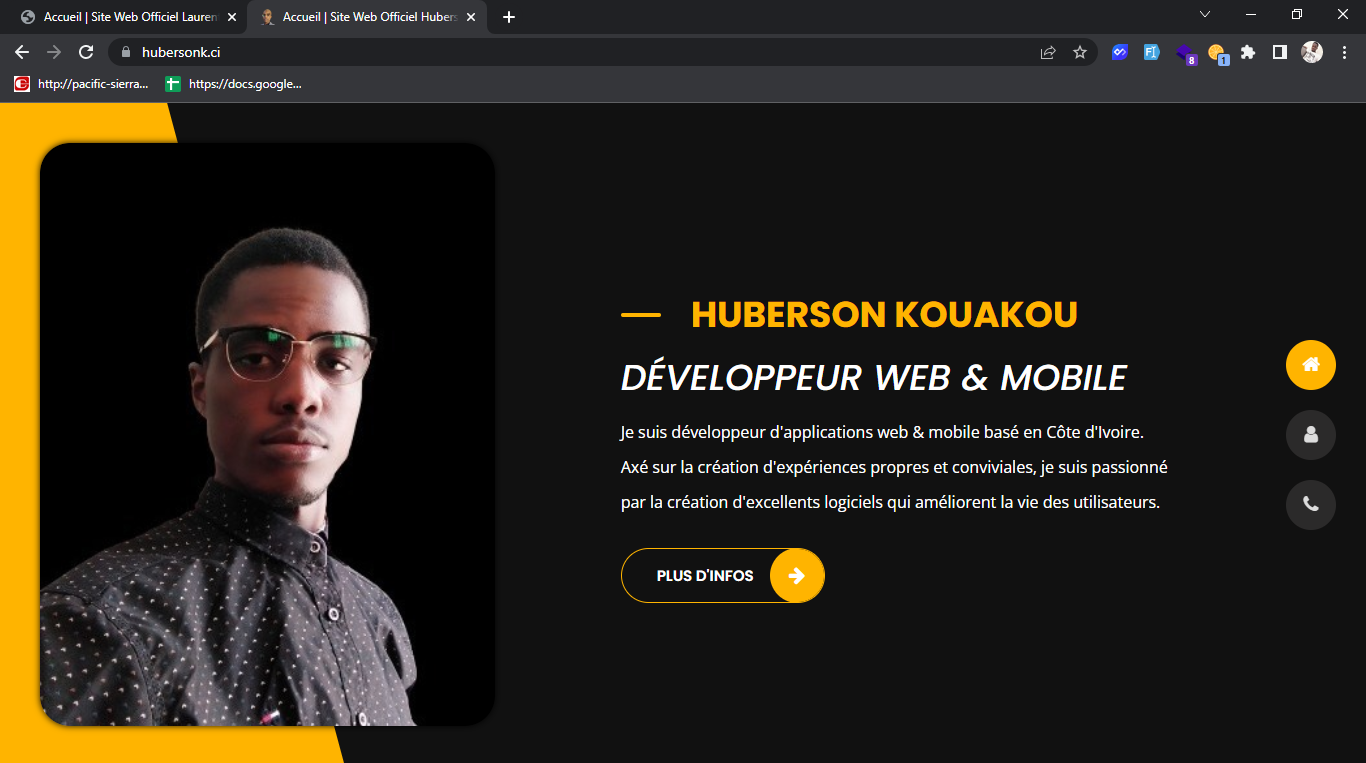 Accueil | Site Web Officiel Lauren
Accueil | Site Web Officiel Hubers
hubersonk.ci
8
1
http://pacific-sierra...
https://docs.google...
HUBERSON KOUAKOU
DÉVELOPPEUR WEB & MOBILE
Je suis développeur d'applications web & mobile basé en Côte d'Ivoire.
Axé sur la création d'expériences propres et conviviales, je suis passionné
par la création d'excellents logiciels qui améliorent la vie des utilisateurs.
PLUS D'INFOS